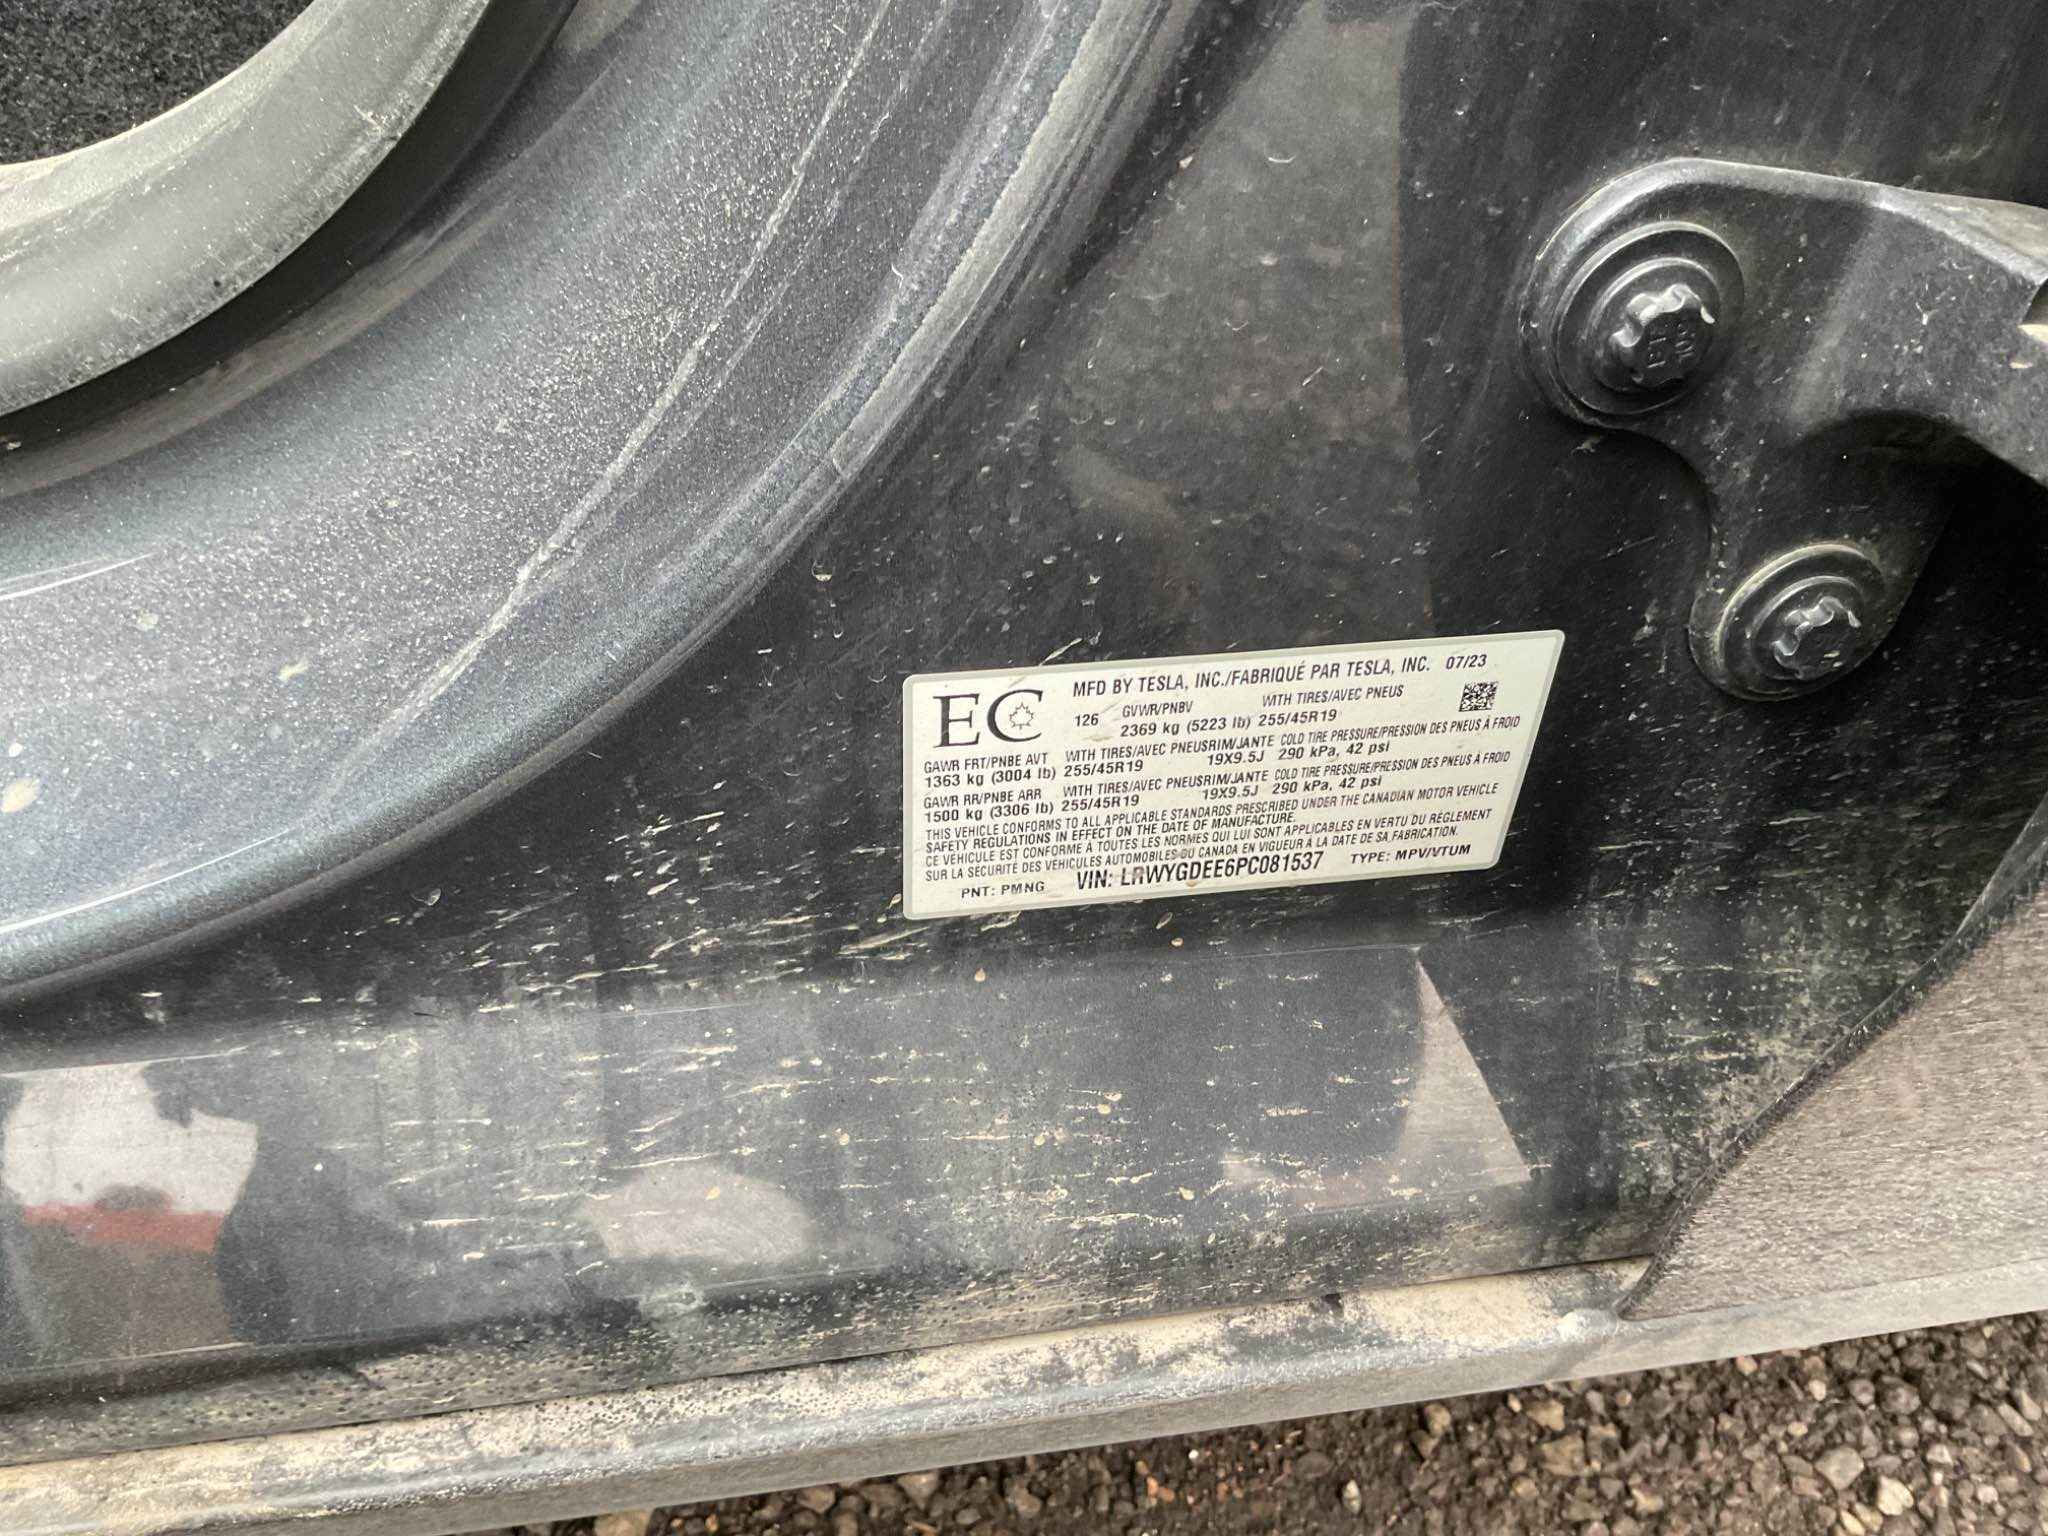 EC
MFD BY TESLA, INC./FABRIQUÉ PAR TESLA, INC. 07/23
GVWR/PNBV WITH TIRES/AVEC PNEUS
126 2369 kg (5223 lb) 255/45R19
GAWR FRT/PNBE AVT WITH TIRES/AVEC PNEUSRIM/JANTE COLD TIRE PRESSURE/PRESSION DES PNEUS À FROID
1363 kg (3004 lb) 255/45R19 19X9.5J 290 kPa, 42 psi
GAWR RR/PNBE ARR WITH TIRES/AVEC PNEUSRIM/JANTE COLD TIRE PRESSURE/PRESSION DES PNEUS À FROID
1500 kg (3306 lb) 255/45R19 19X9.5J 290 kPa, 42 psi
THIS VEHICLE CONFORMS TO ALL APPLICABLE STANDARDS PRESCRIBED UNDER THE CANADIAN MOTOR VEHICLE
SAFETY REGULATIONS IN EFFECT ON THE DATE OF MANUFACTURE.
CE VÉHICULE EST CONFORME À TOUTES LES NORMES QUI LUI SONT APPLICABLES EN VERTU DU RÈGLEMENT
SUR LA SÉCURITÉ DES VÉHICULES AUTOMOBILES DU CANADA EN VIGUEUR À LA DATE DE SA FABRICATION.
PNT: PMNG VIN: LRWYGDEE6PC081537 TYPE: MPV/VTUM